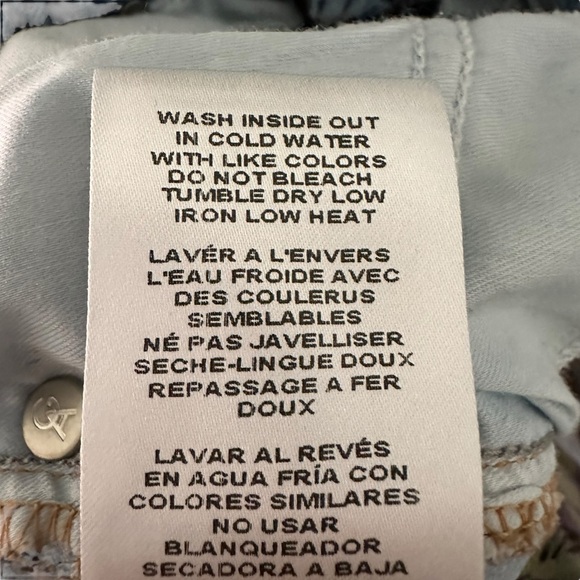 WASH INSIDE OUT
IN COLD WATER
WITH LIKE COLORS
DO NOT BLEACH
TUMBLE DRY LOW
IRON LOW HEAT
LAVÉR A L'ENVERS
L'EAU FROIDE AVEC
DES COULERUS
SEMBLABLES
NÉ PAS JAVELLISER
SECHE-LINGUE DOUX
REPASSAGE A FER
DOUX
LAVAR AL REVÉS
EN AGUA FRÍA CON
COLORES SIMILARES
NO USAR
BLANQUEADOR
SECADORA A BAJA